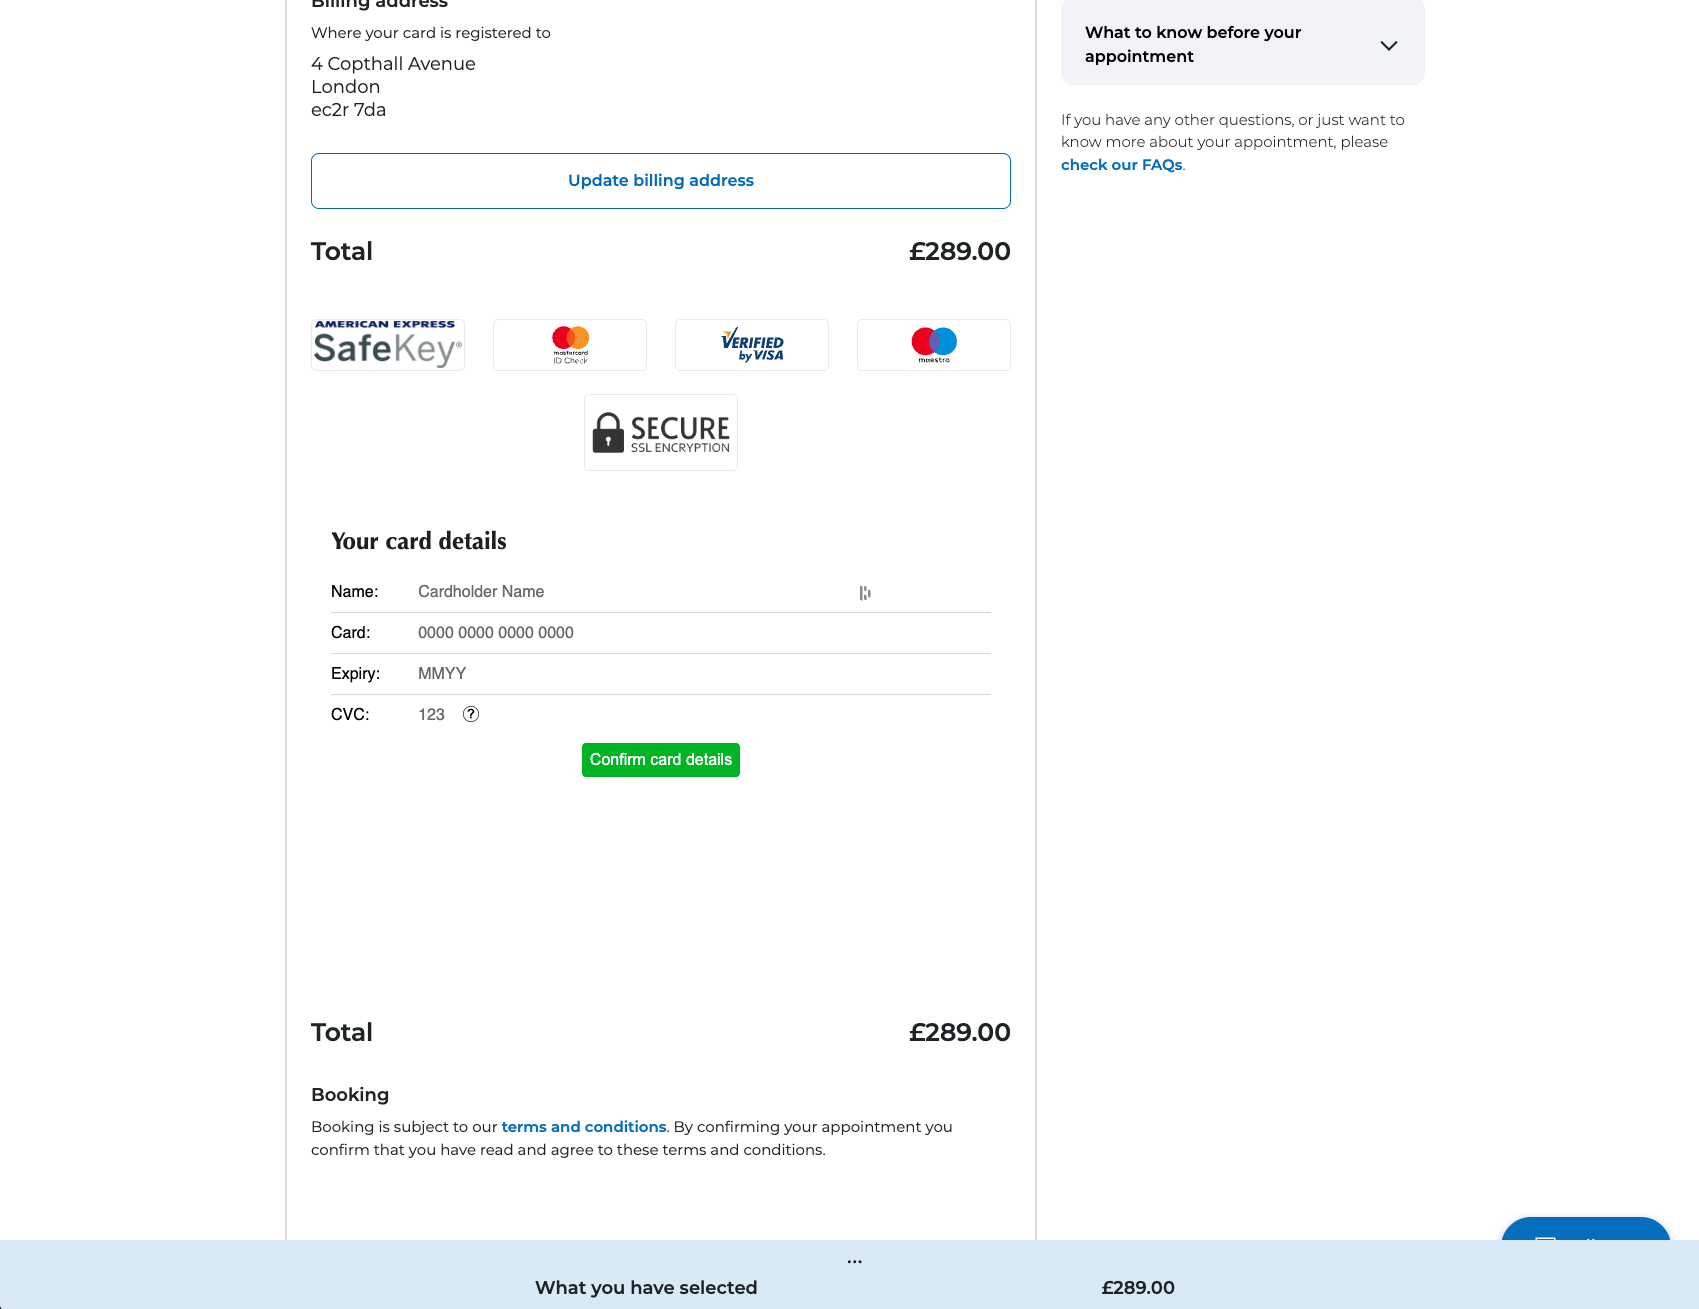 Billing address
Where your card is registered to
4 Copthall Avenue
London
ec2r 7da
Update billing address
Total £289.00
AMERICAN EXPRESS
SafeKey®
mastercard
ID Check
VERIFIED
by VISA
maestro
SECURE
SSL ENCRYPTION
Your card details
Name: Cardholder Name
Card: 0000 0000 0000 0000
Expiry: MMYY
CVC: 123 ?
Confirm card details
Total £289.00
Booking
Booking is subject to our terms and conditions. By confirming your appointment you
confirm that you have read and agree to these terms and conditions.
What to know before your
appointment
If you have any other questions, or just want to
know more about your appointment, please
check our FAQs.
...
What you have selected £289.00